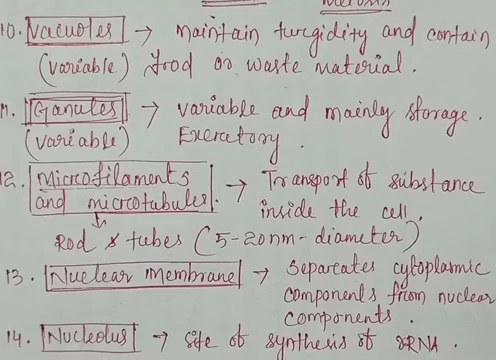 10. Vacuoles → maintain turgidity and contain
(variable) food or waste material.
11. Ganules → variable and mainly storage.
(variable) Excretory.
12. Microfilaments → Transport of substance
and microtubules. inside the cell.
Rod & tubes (5-20nm-diameter)
13. Nuclear membrane → Separates cytoplasmic
components from nuclear
components.
14. Nucleolus → site of synthesis of rRNA.